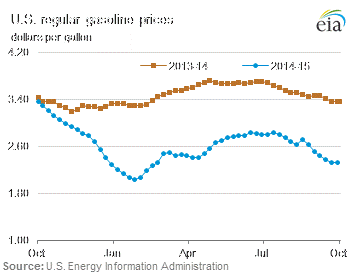 U.S. regular gasoline prices
dollars per gallon
eia
4.20
2013-14
2014-15
3.40
2.60
1.80
1.00
Oct Jan Apr Jul Oct
Source: U.S. Energy Information Administration